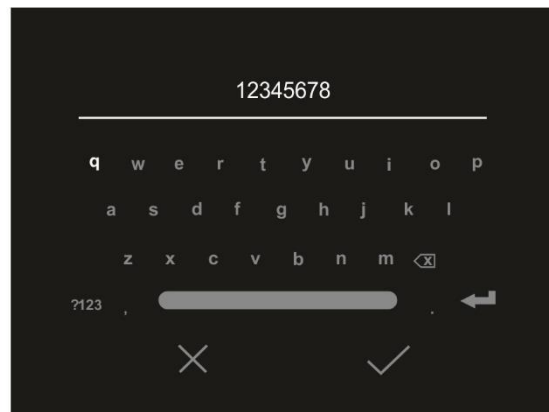 12345678
q w e r t y u i o p
a s d f g h j k l
z x c v b n m
?123 , .